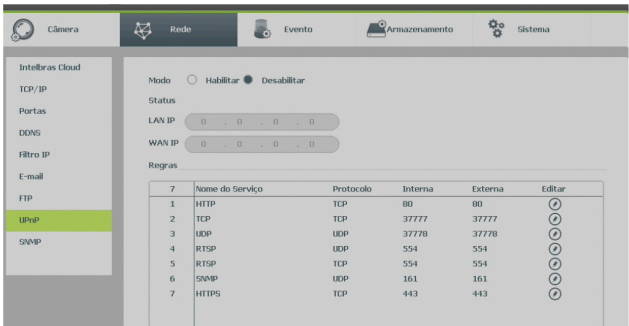 Câmera Rede Evento Armazenamento Sistema
Intelbras Cloud
TCP/IP
Portas
DDNS
Filtro IP
E-mail
FTP
UPnP
SNMP
Modo Habilitar Desabilitar
Status
LAN IP 0 . 0 . 0 . 0
WAN IP 0 . 0 . 0 . 0
Regras
7 Nome do Serviço Protocolo Interna Externa Editar
1 HTTP TCP 80 80
2 TCP TCP 37777 37777
3 UDP UDP 37778 37778
4 RTSP UDP 554 554
5 RTSP TCP 554 554
6 SNMP UDP 161 161
7 HTTPS TCP 443 443